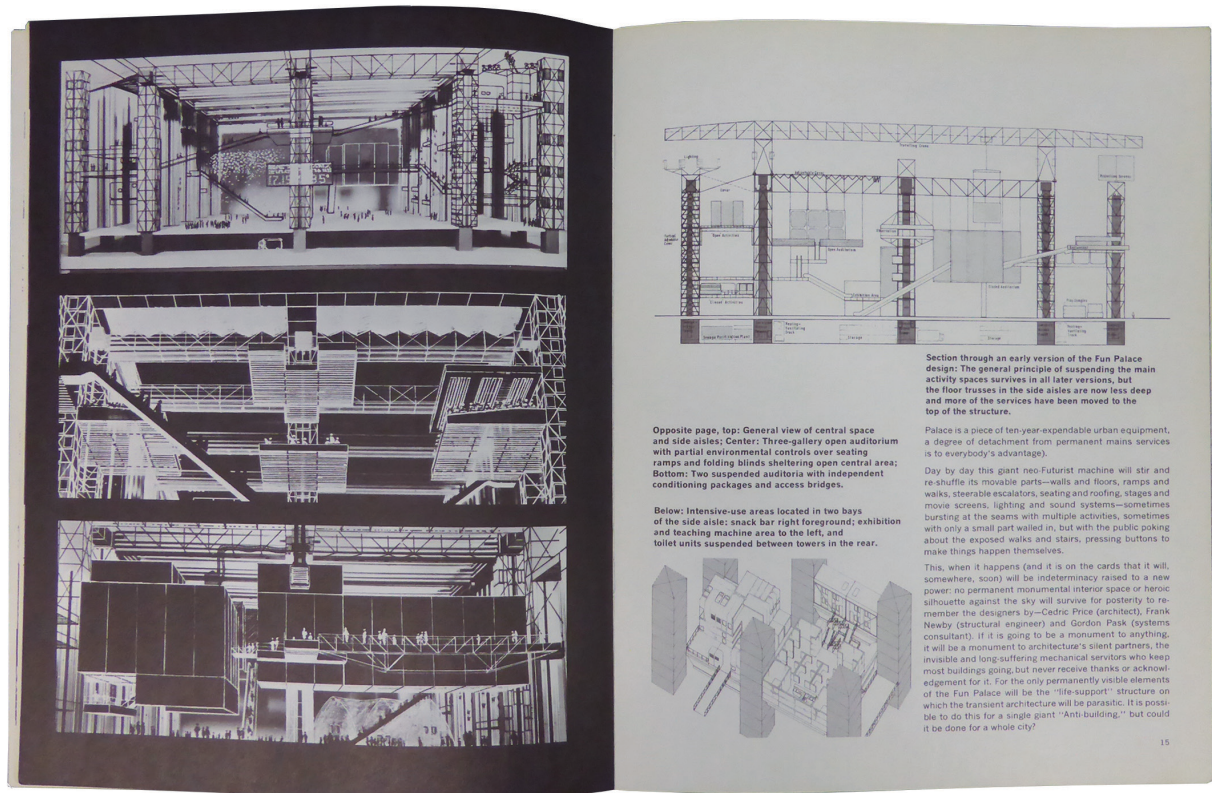 Travelling Crane
Open Activities
Closed Activities
Storage
Storage
Section through an early version of the Fun Palace
design: The general principle of suspending the main
activity spaces survives in all later versions, but
the floor trusses in the side aisles are now less deep
and more of the services have been moved to the
top of the structure.
Opposite page, top: General view of central space
and side aisles; Center: Three-gallery open auditorium
with partial environmental controls over seating
ramps and folding blinds sheltering open central area;
Bottom: Two suspended auditoria with independent
conditioning packages and access bridges.
Below: Intensive-use areas located in two bays
of the side aisle: snack bar right foreground; exhibition
and teaching machine area to the left, and
toilet units suspended between towers in the rear.
Palace is a piece of ten-year-expendable urban equipment,
a degree of detachment from permanent mains services
is to everybody's advantage).
Day by day this giant neo-Futurist machine will stir and
re-shuffle its movable parts—walls and floors, ramps and
walks, steerable escalators, seating and roofing, stages and
movie screens, lighting and sound systems—sometimes
bursting at the seams with multiple activities, sometimes
with only a small part walled in, but with the public poking
about the exposed walks and stairs, pressing buttons to
make things happen themselves.
This, when it happens (and it is on the cards that it will,
somewhere, soon) will be indeterminacy raised to a new
power: no permanent monumental interior space or heroic
silhouette against the sky will survive for posterity to re-
member the designers by—Cedric Price (architect), Frank
Newby (structural engineer) and Gordon Pask (systems
consultant). If it is going to be a monument to anything,
it will be a monument to architecture's silent partners, the
invisible and long-suffering mechanical servitors who keep
most buildings going, but never receive thanks or acknowl-
edgement for it. For the only permanently visible elements
of the Fun Palace will be the "life-support" structure on
which the transient architecture will be parasitic. It is possi-
ble to do this for a single giant "Anti-building," but could
it be done for a whole city?
15